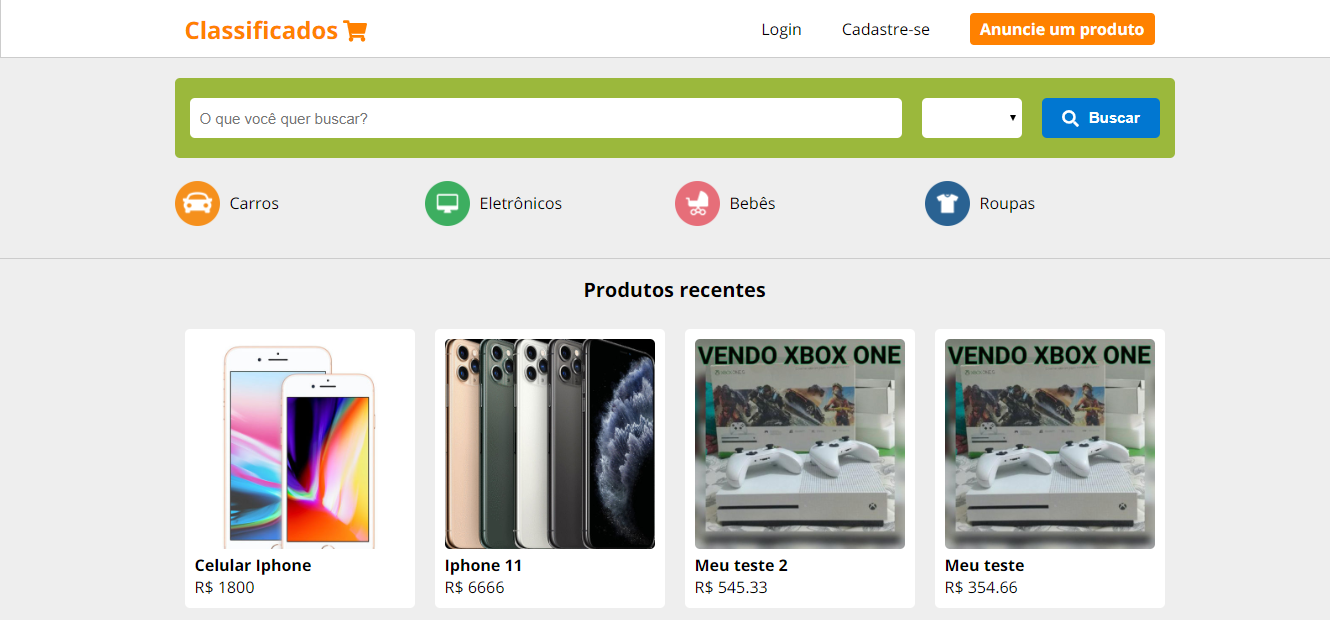 Classificados
Login
Cadastre-se
Anuncie um produto
O que você quer buscar?
Buscar
Carros
Eletrônicos
Bebês
Roupas
Produtos recentes
VENDO XBOX ONE
VENDO XBOX ONE
Celular Iphone
R$ 1800
Iphone 11
R$ 6666
Meu teste 2
R$ 545.33
Meu teste
R$ 354.66